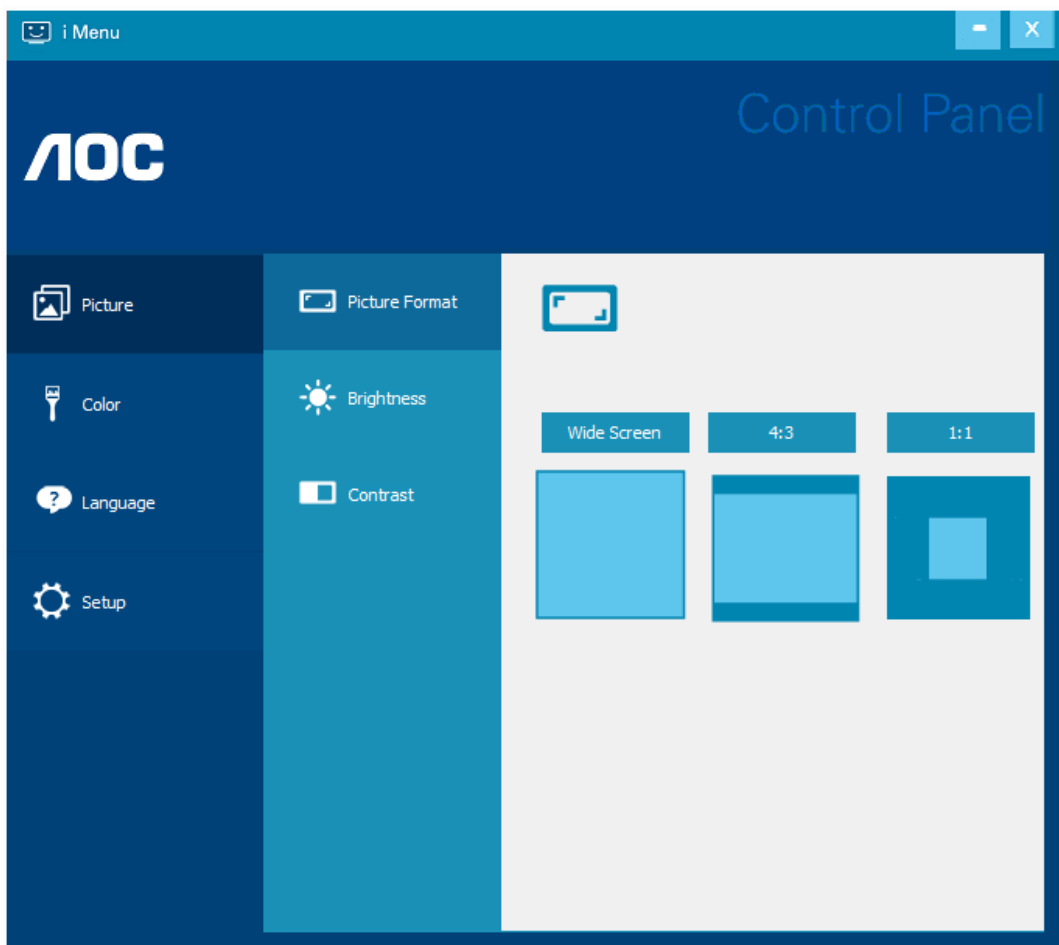 i Menu
X
Control Panel
AOC
Picture
Color
Language
Setup
Picture Format
Brightness
Contrast
Wide Screen
4:3
1:1